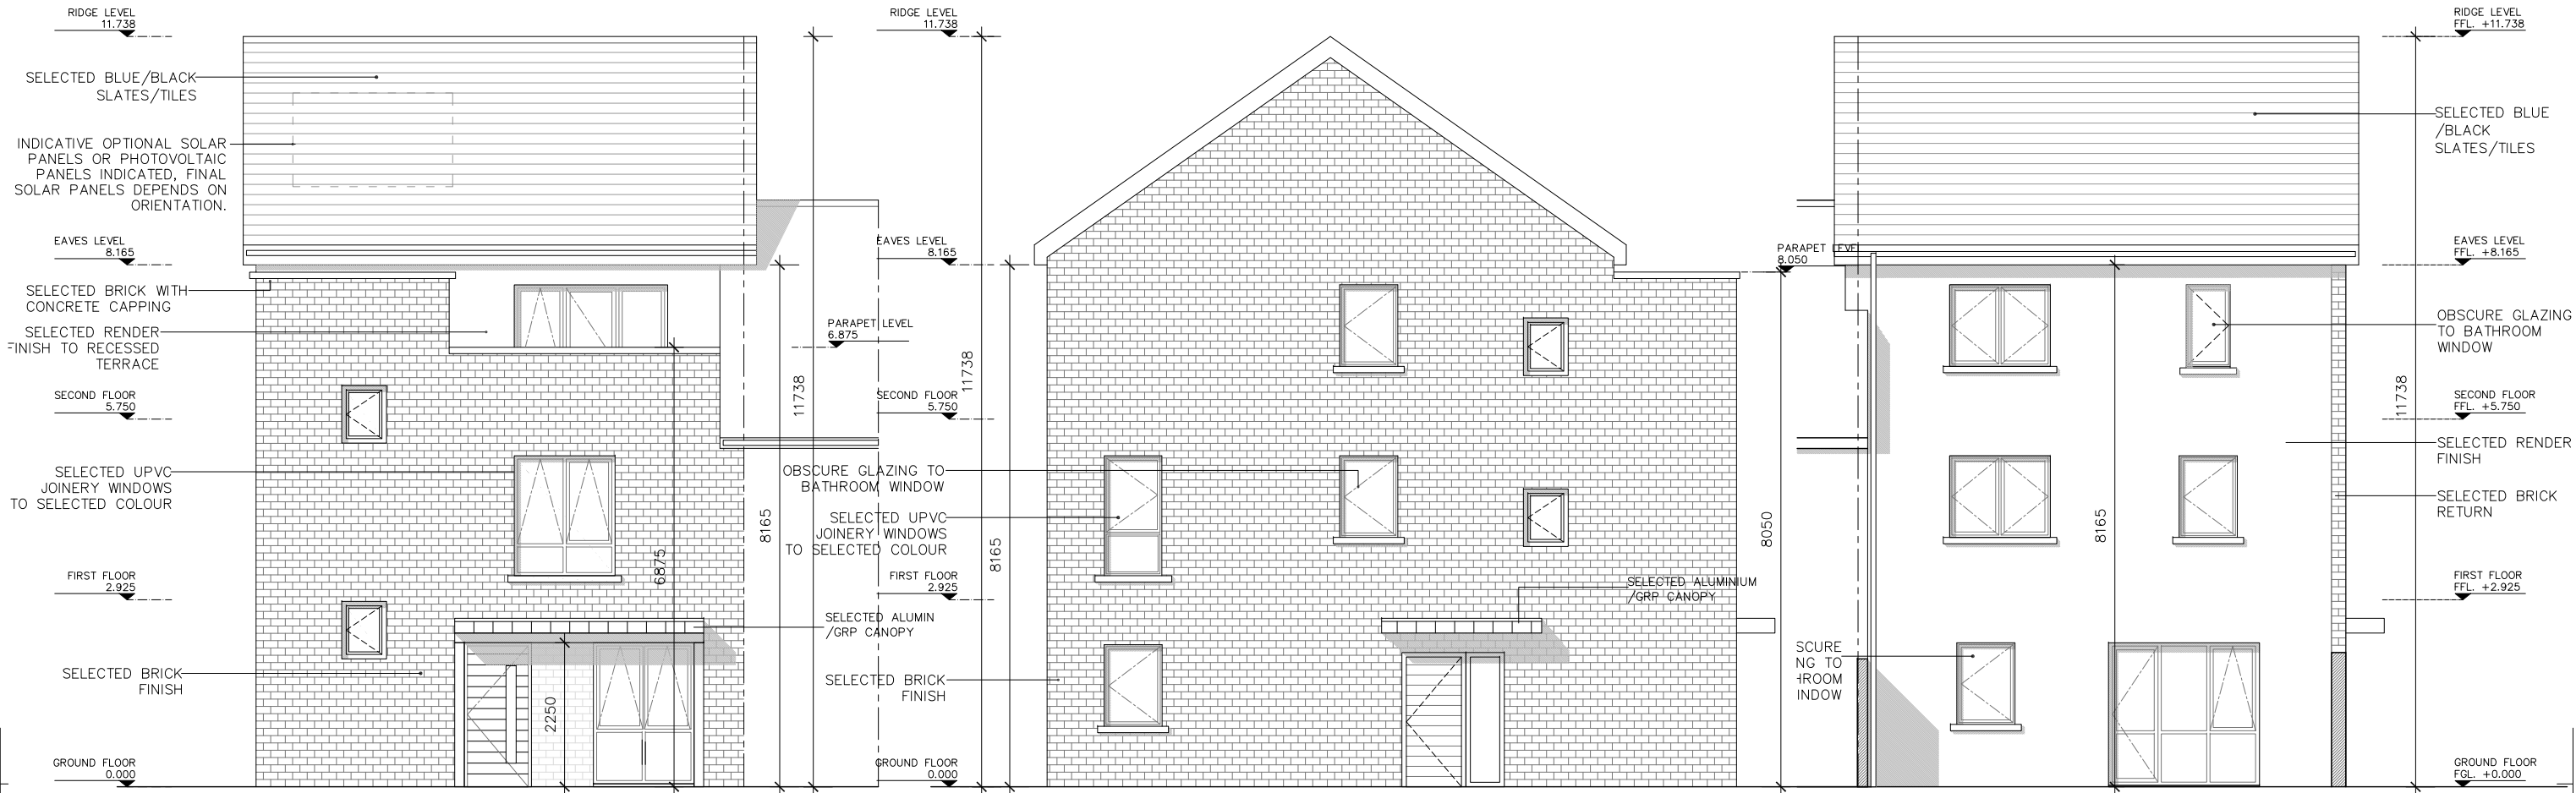 RIDGE LEVEL
11.738
SELECTED BLUE/BLACK
SLATES/TILES
INDICATIVE OPTIONAL SOLAR
PANELS OR PHOTOVOLTAIC
PANELS INDICATED, FINAL
SOLAR PANELS DEPENDS ON
ORIENTATION.
EAVES LEVEL
8.165
SELECTED BRICK WITH
CONCRETE CAPPING
SELECTED RENDER
FINISH TO RECESSED
TERRACE
SECOND FLOOR
5.750
SELECTED UPVC
JOINERY WINDOWS
TO SELECTED COLOUR
FIRST FLOOR
2.925
SELECTED BRICK
FINISH
GROUND FLOOR
0.000
2250
6875
8165
11738
PARAPET LEVEL
6.875
SELECTED ALUMIN
/GRP CANOPY
RIDGE LEVEL
11.738
EAVES LEVEL
8.165
11738
SECOND FLOOR
5.750
OBSCURE GLAZING TO
BATHROOM WINDOW
SELECTED UPVC
JOINERY WINDOWS
TO SELECTED COLOUR
8165
FIRST FLOOR
2.925
SELECTED BRICK
FINISH
GROUND FLOOR
0.000
SELECTED ALUMINIUM
/GRP CANOPY
8050
PARAPET LEVEL
8.050
SCURE
NG TO
HROOM
INDOW
8165
11738
RIDGE LEVEL
FFL. +11.738
SELECTED BLUE
/BLACK
SLATES/TILES
EAVES LEVEL
FFL. +8.165
OBSCURE GLAZING
TO BATHROOM
WINDOW
SECOND FLOOR
FFL. +5.750
SELECTED RENDER
FINISH
SELECTED BRICK
RETURN
FIRST FLOOR
FFL. +2.925
GROUND FLOOR
FGL. +0.000